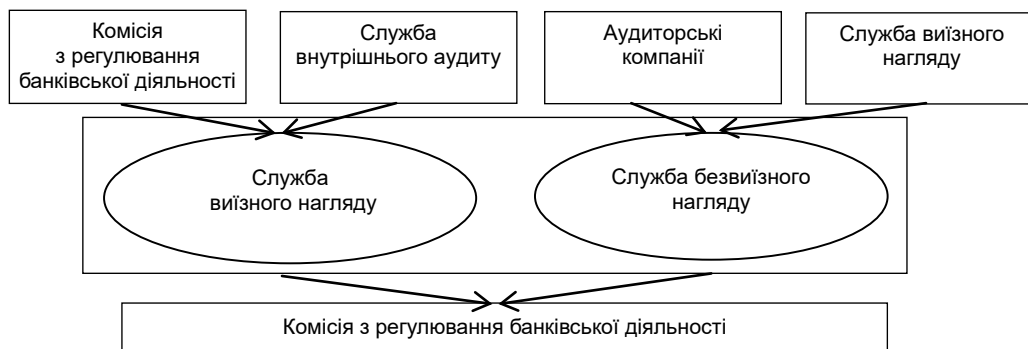 Комісія
з регулювання
банківської діяльності
Служба
внутрішнього аудиту
Аудиторські
компанії
Служба виїзного
нагляду
Служба
виїзного нагляду
Служба безвиїзного
нагляду
Комісія з регулювання банківської діяльності